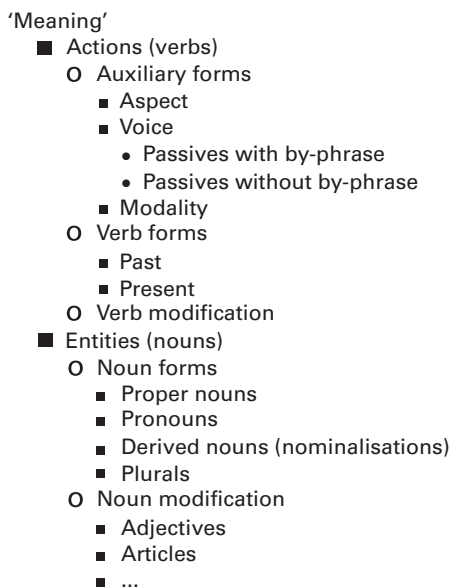 ‘Meaning’
■ Actions (verbs)
O Auxiliary forms
▪ Aspect
▪ Voice
• Passives with by-phrase
• Passives without by-phrase
▪ Modality
O Verb forms
▪ Past
▪ Present
O Verb modification
■ Entities (nouns)
O Noun forms
▪ Proper nouns
▪ Pronouns
▪ Derived nouns (nominalisations)
▪ Plurals
O Noun modification
▪ Adjectives
▪ Articles
▪ ...